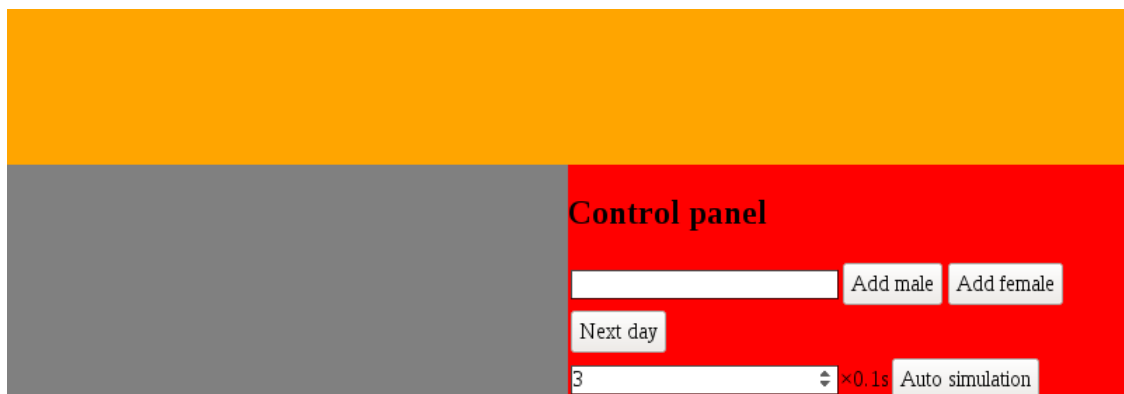 Control panel
Add male Add female
Next day
3 ×0.1s Auto simulation